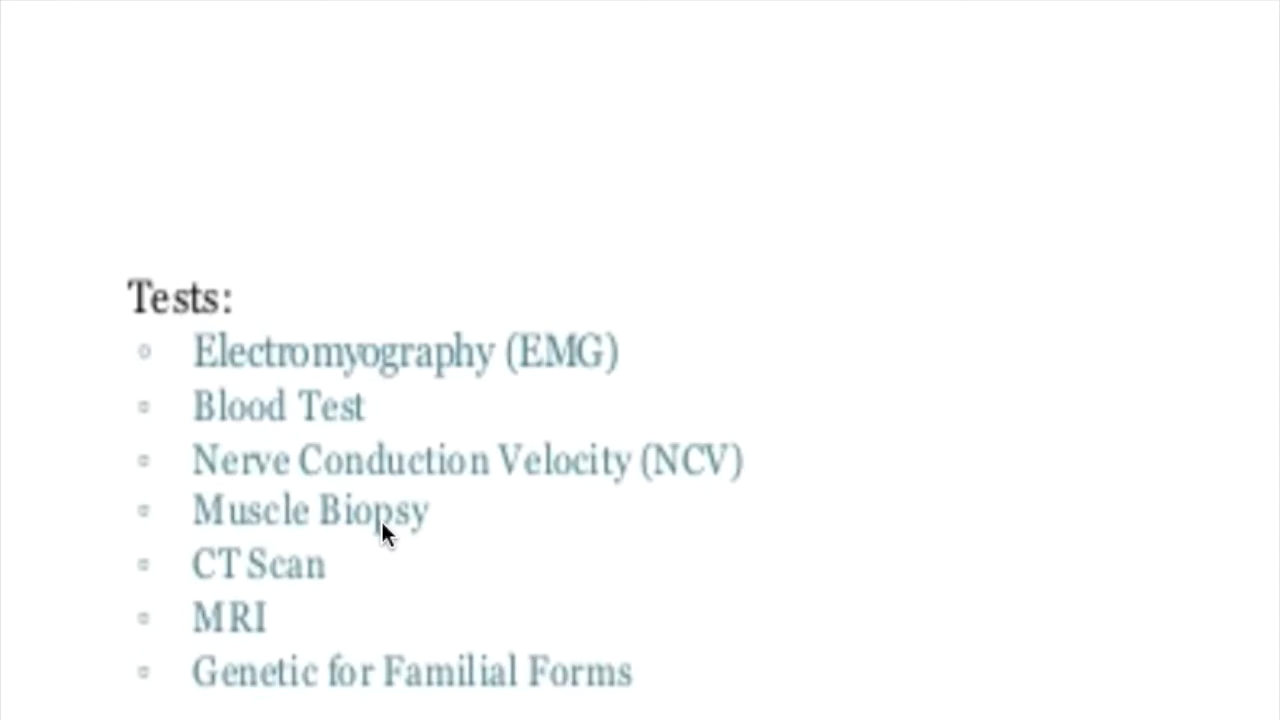 Tests:
Electromyography (EMG)
Blood Test
Nerve Conduction Velocity (NCV)
Muscle Biopsy
CT Scan
MRI
Genetic for Familial Forms